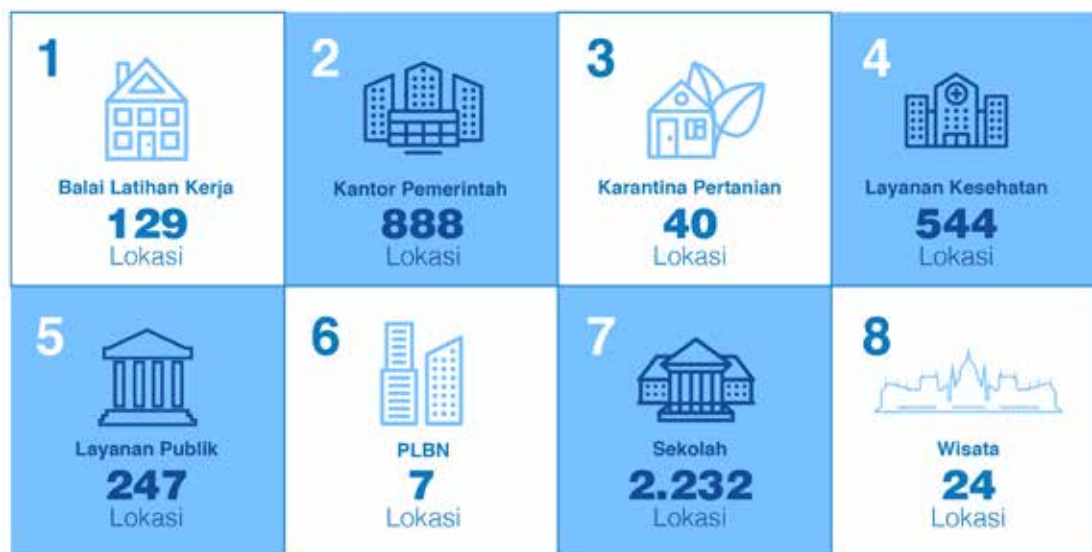 1
Balai Latihan Kerja
129
Lokasi
2
Kantor Pemerintah
888
Lokasi
3
Karantina Pertanian
40
Lokasi
4
Layanan Kesehatan
544
Lokasi
5
Layanan Publik
247
Lokasi
6
PLBN
7
Lokasi
7
Sekolah
2.232
Lokasi
8
Wisata
24
Lokasi